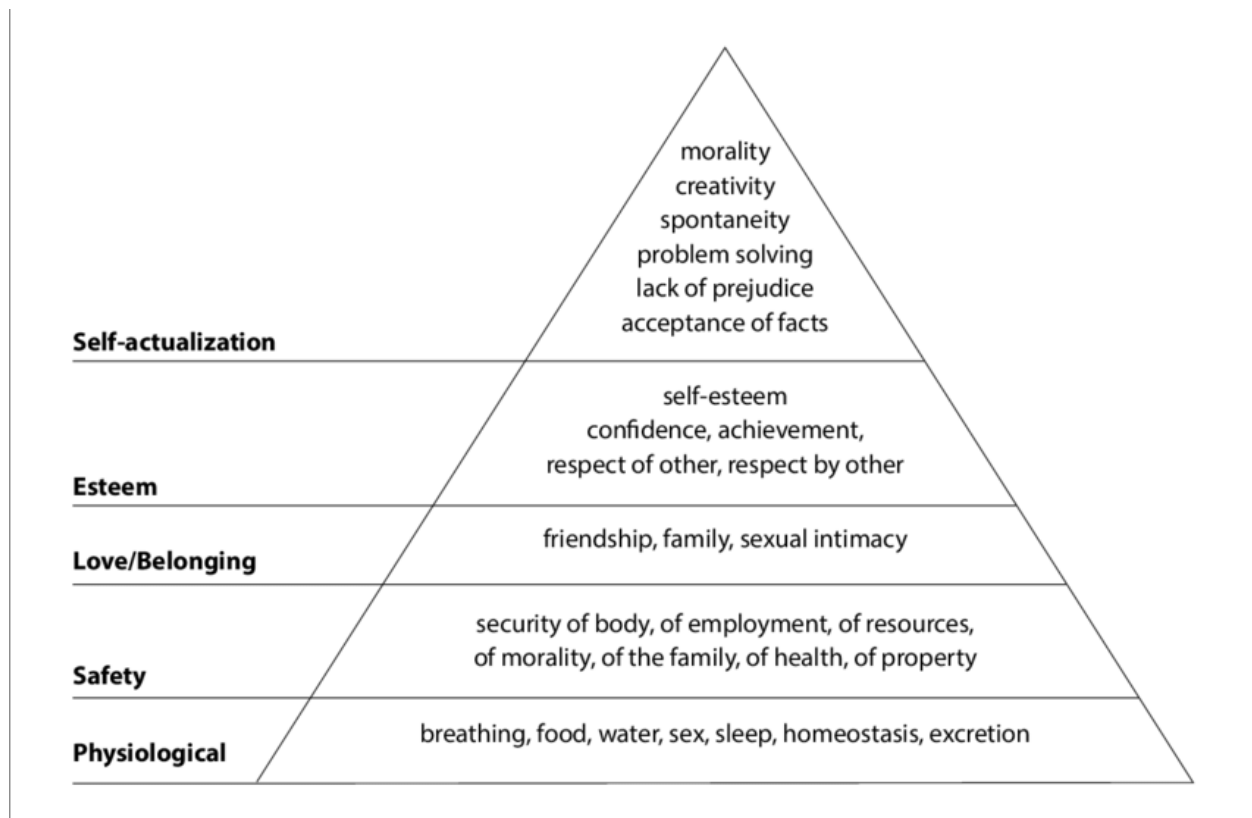 morality
creativity
spontaneity
problem solving
lack of prejudice
acceptance of facts
Self-actualization
self-esteem
confidence, achievement,
respect of other, respect by other
Esteem
friendship, family, sexual intimacy
Love/Belonging
security of body, of employment, of resources,
of morality, of the family, of health, of property
Safety
breathing, food, water, sex, sleep, homeostasis, excretion
Physiological